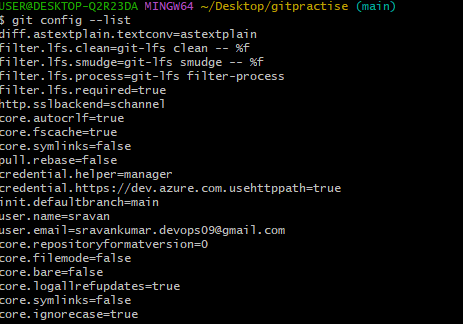 USER@DESKTOP-Q2R23DA MINGW64 ~/Desktop/gitpractise (main)
$ git config --list
diff.astextplain.textconv=astextplain
filter.lfs.clean=git-lfs clean -- %f
filter.lfs.smudge=git-lfs smudge -- %f
filter.lfs.process=git-lfs filter-process
filter.lfs.required=true
http.sslbackend=schannel
core.autocrlf=true
core.fscache=true
core.symlinks=false
pull.rebase=false
credential.helper=manager
credential.https://dev.azure.com.usehttppath=true
init.defaultbranch=main
user.name=sravan
user.email=sravankumar.devops09@gmail.com
core.repositoryformatversion=0
core.filemode=false
core.bare=false
core.logallrefupdates=true
core.symlinks=false
core.ignorecase=true